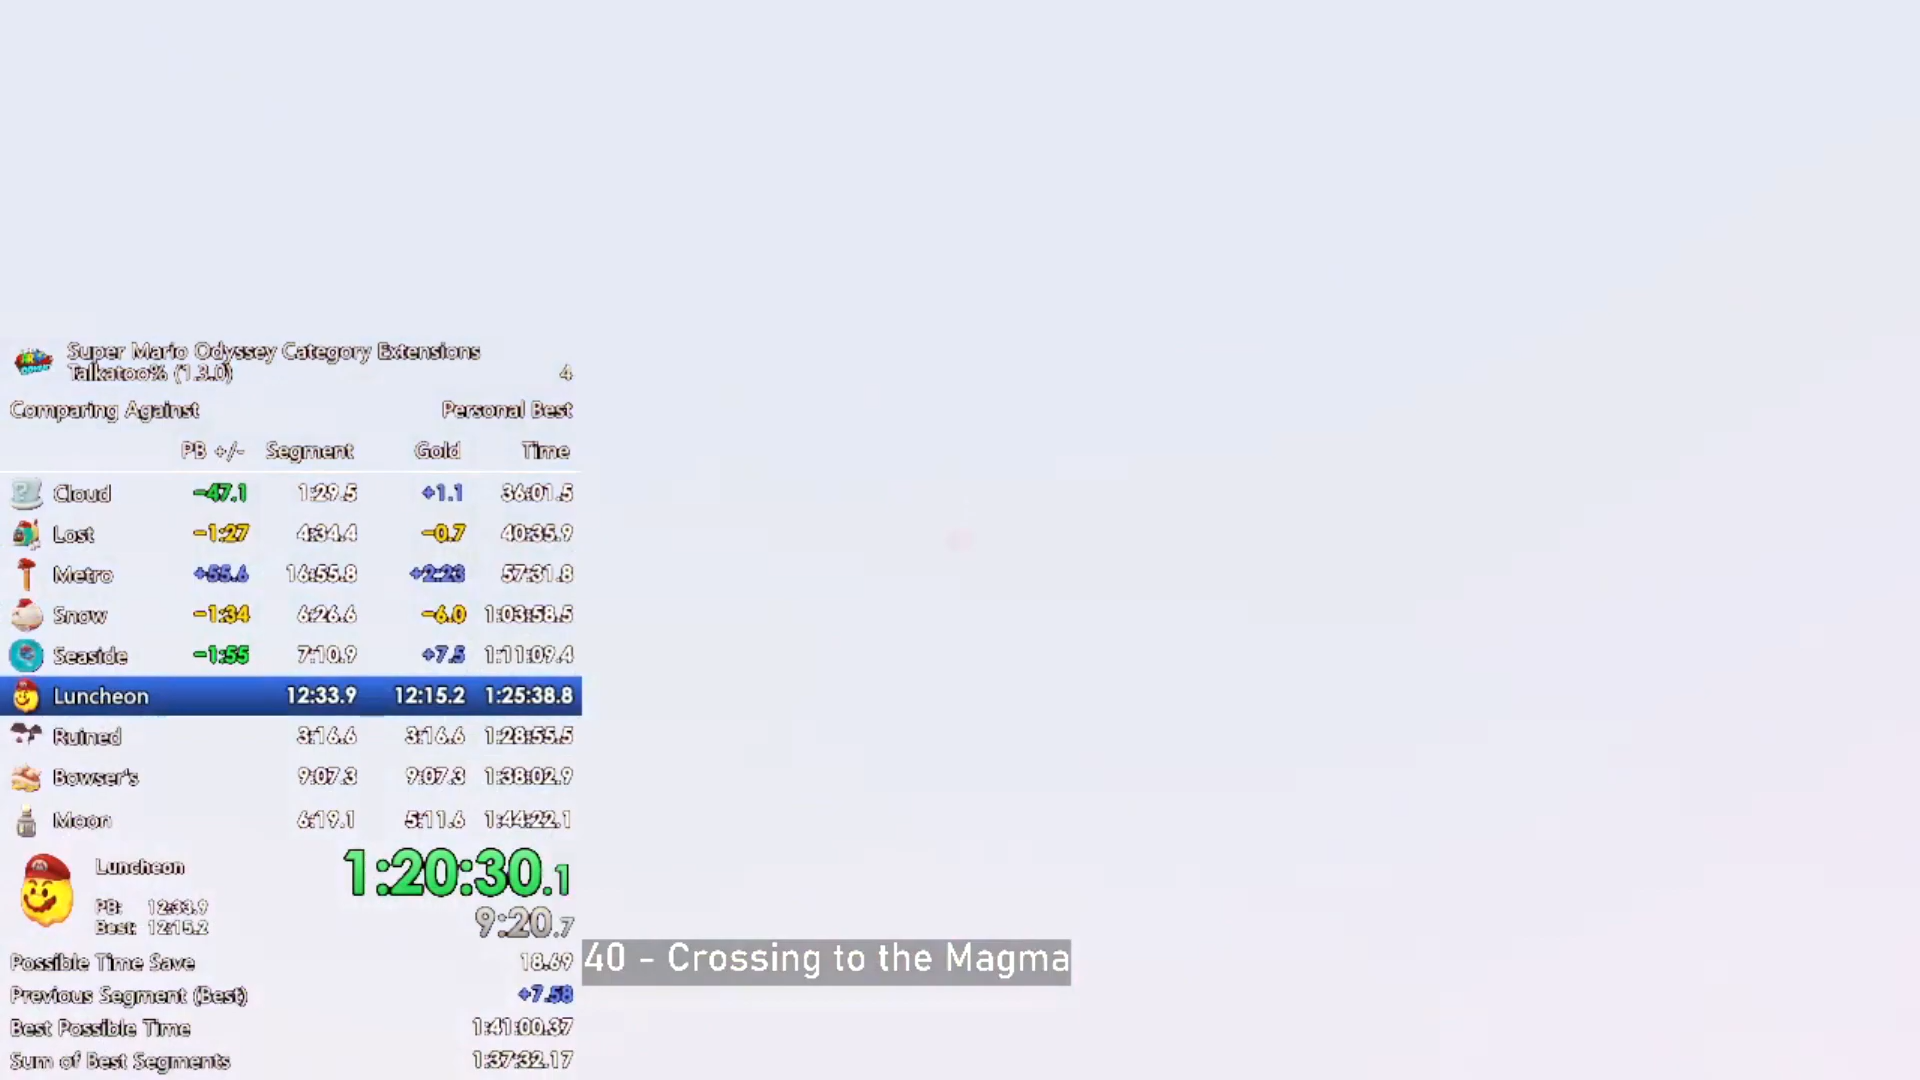 Super Mario Odyssey Category Extensions
Talkatoo% (1.3.0) 4
Comparing Against Personal Best
PB +/- Segment Gold Time
Cloud -47.1 1:29.5 +1.1 36:01.5
Lost -1:27 4:34.4 -0.7 40:35.9
Metro +55.6 16:55.8 +2:23 57:31.8
Snow -1:34 6:26.6 -6.0 1:03:58.5
Seaside -1:55 7:10.9 +7.5 1:11:09.4
Luncheon 12:33.9 12:15.2 1:25:38.8
Ruined 3:16.6 3:16.6 1:28:55.5
Bowser's 9:07.3 9:07.3 1:38:02.9
Moon 6:19.1 5:11.6 1:44:22.1
Luncheon 1:20:30.1
PB: 12:33.9
Best: 12:15.2
9:20.7
Possible Time Save 18.69
Previous Segment (Best) +7.58
Best Possible Time 1:41:00.37
Sum of Best Segments 1:37:32.17
40 - Crossing to the Magma